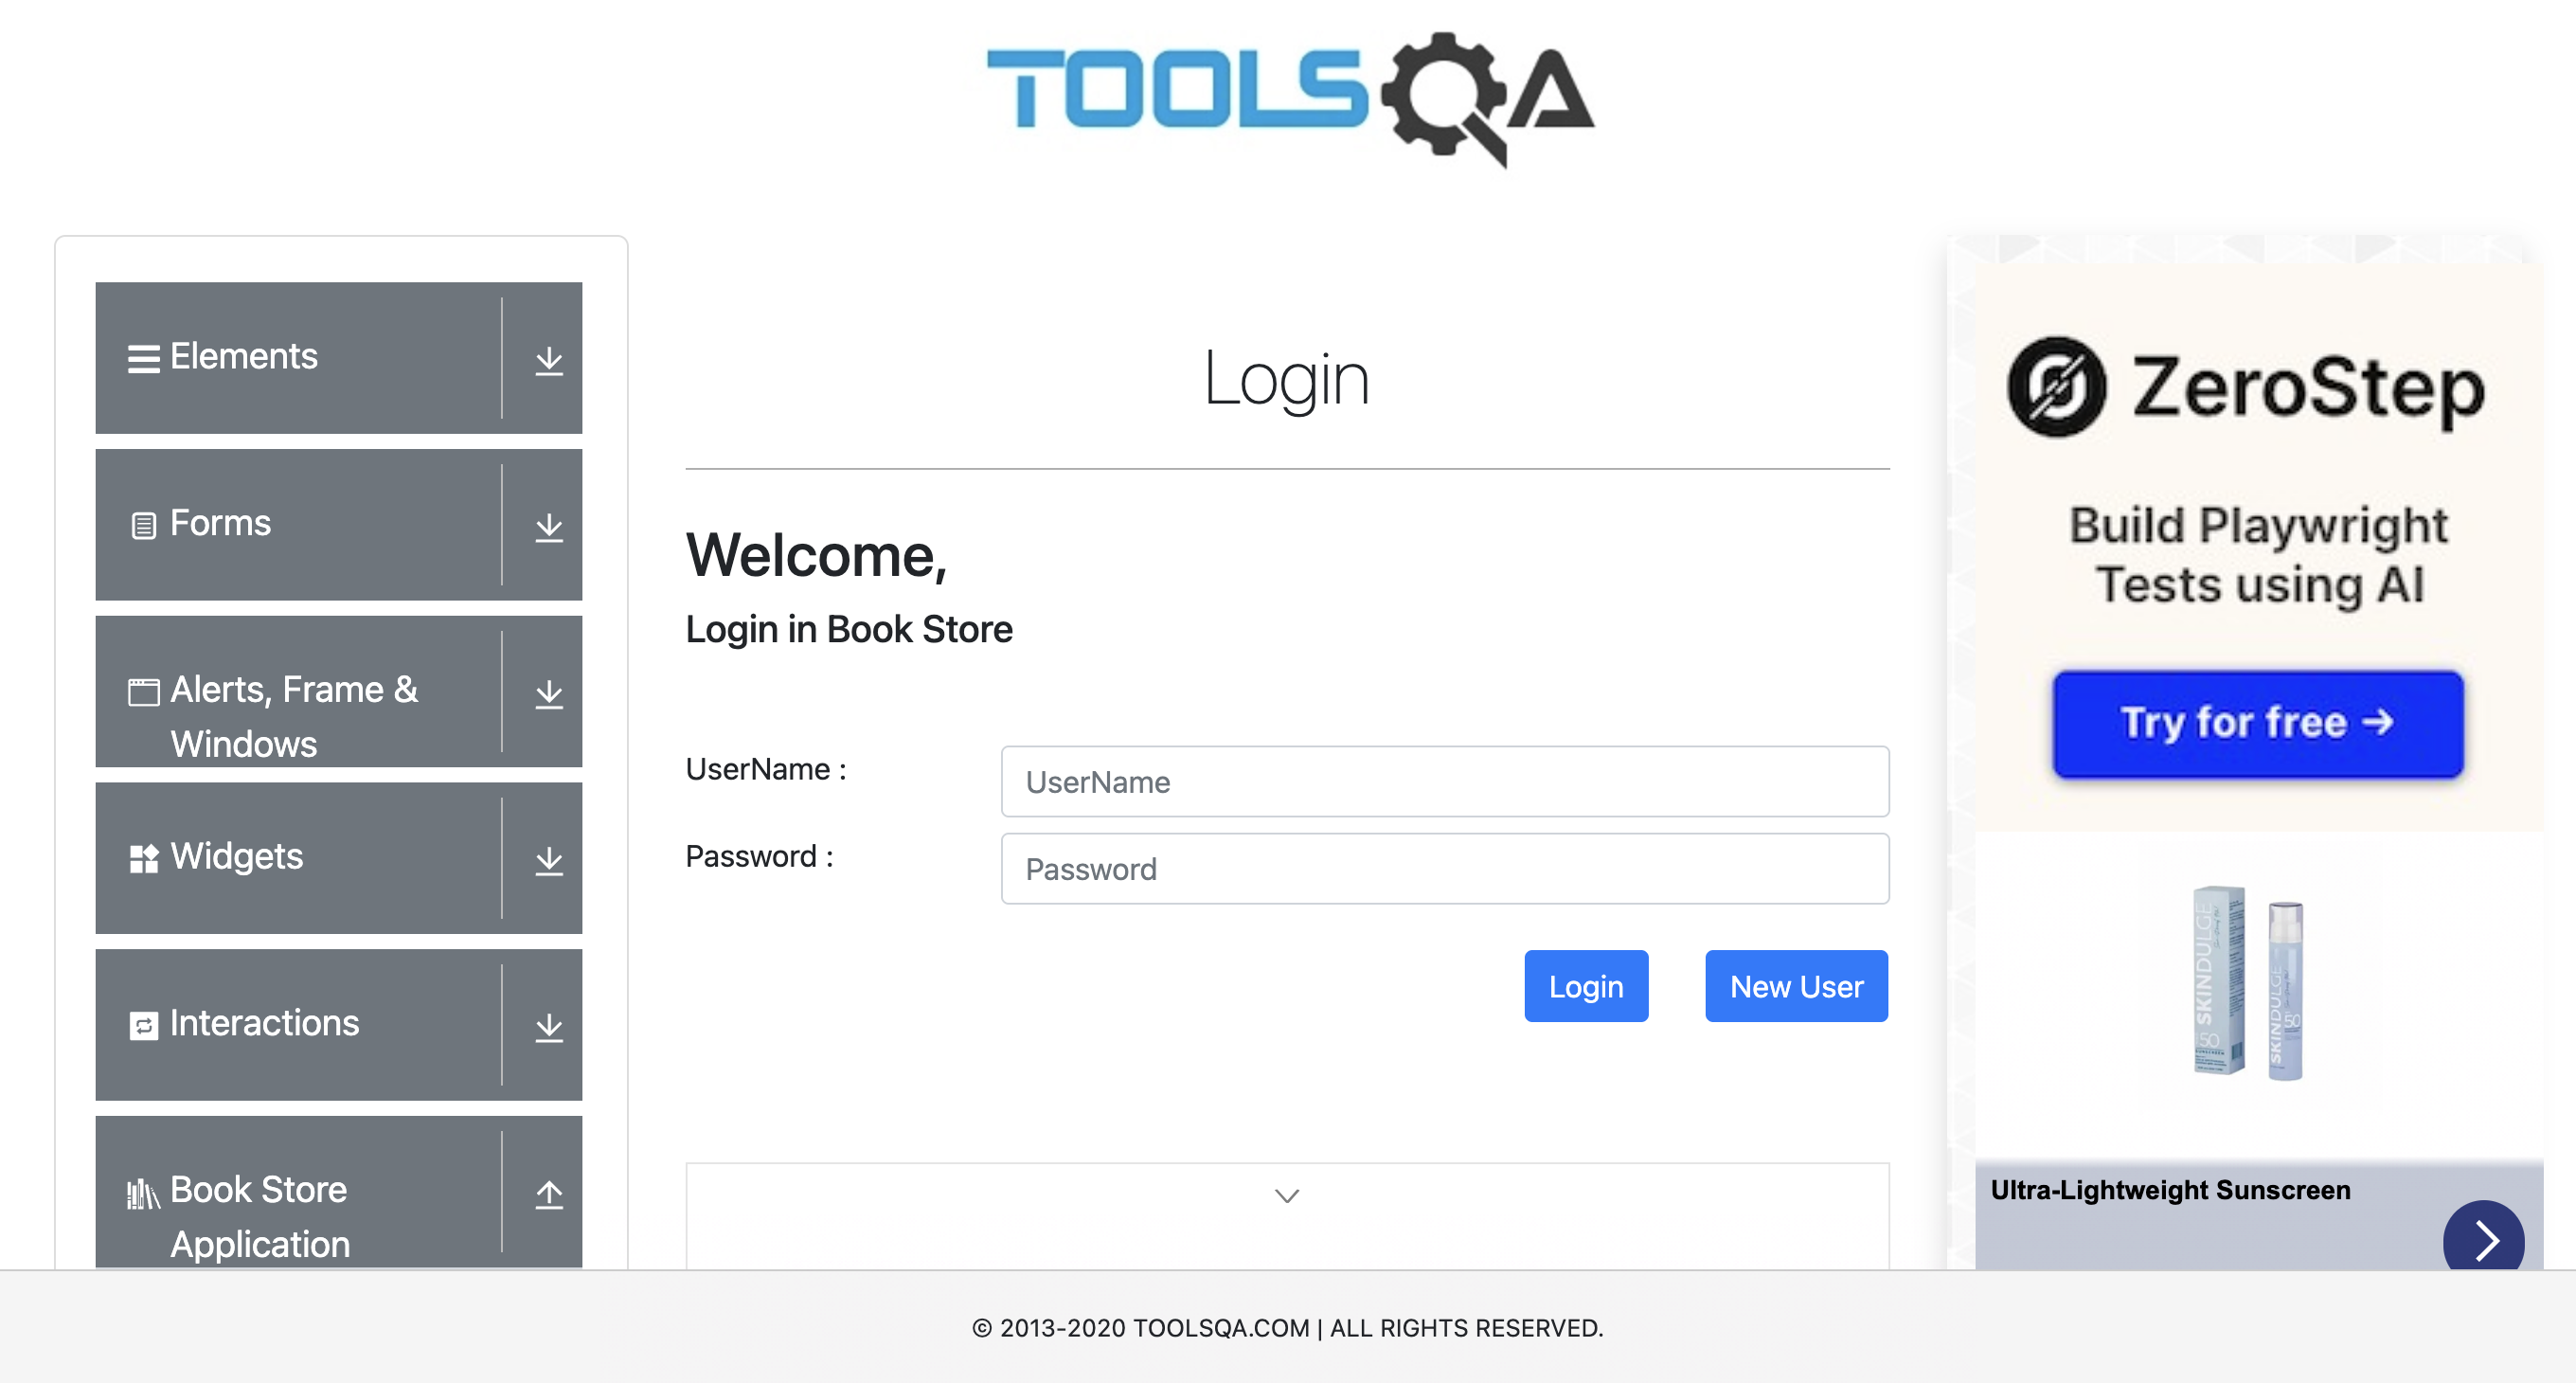 TOOLSQA
Elements
Forms
Alerts, Frame &
Windows
Widgets
Interactions
Book Store
Application
Login
Welcome,
Login in Book Store
UserName :
UserName
Password :
Password
Login
New User
ZeroStep
Build Playwright
Tests using AI
Try for free →
SKINDULGE
50
SUNSCREEN
SKINDULGE
50
Ultra-Lightweight Sunscreen
© 2013-2020 TOOLSQA.COM | ALL RIGHTS RESERVED.